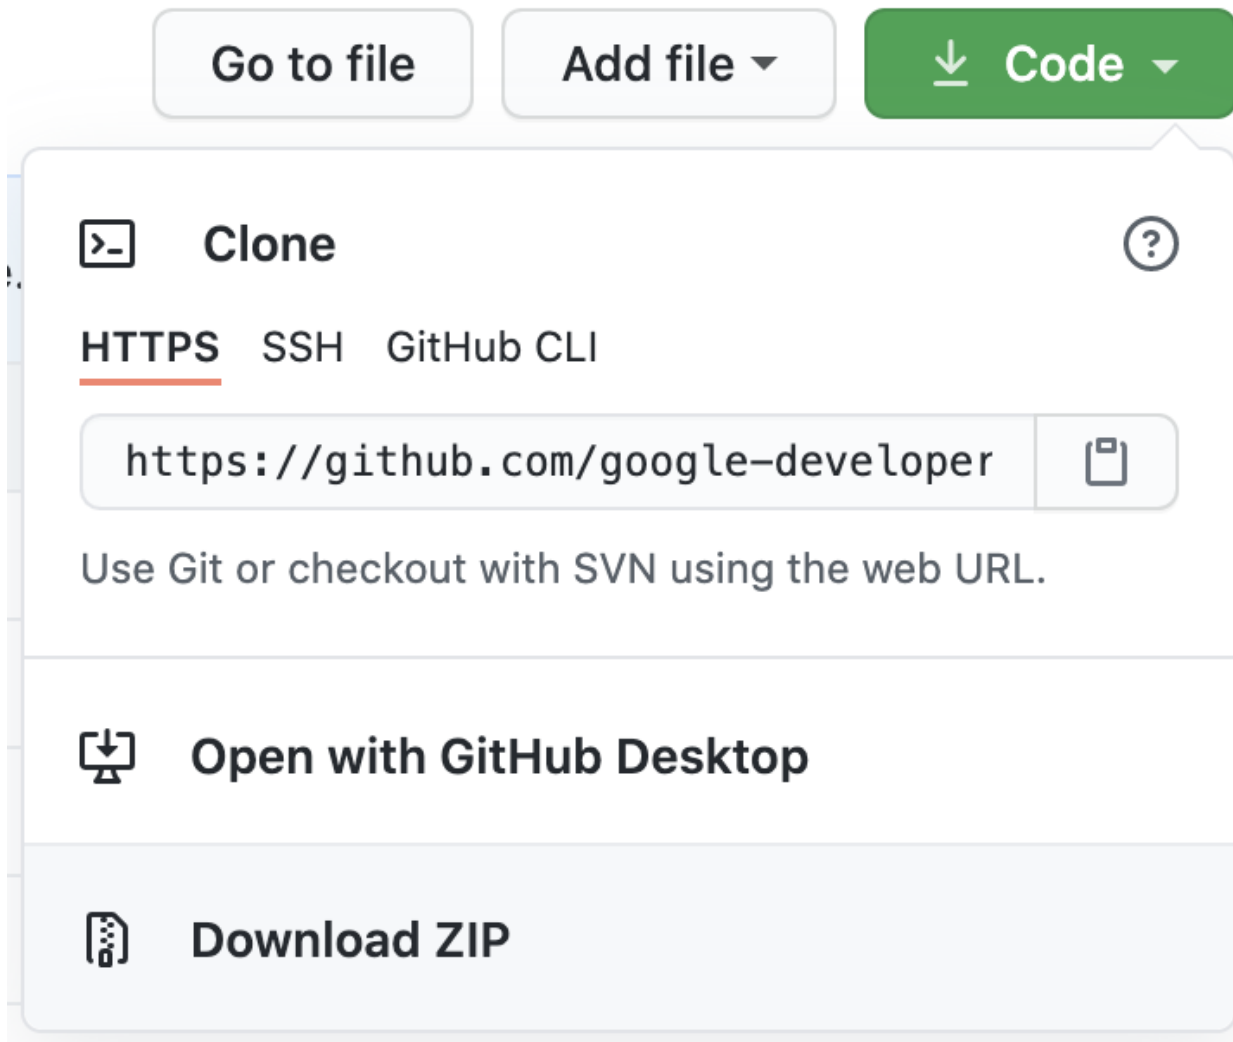 Go to file
Add file
Code
Clone
HTTPS SSH GitHub CLI
https://github.com/google-developer
Use Git or checkout with SVN using the web URL.
Open with GitHub Desktop
Download ZIP